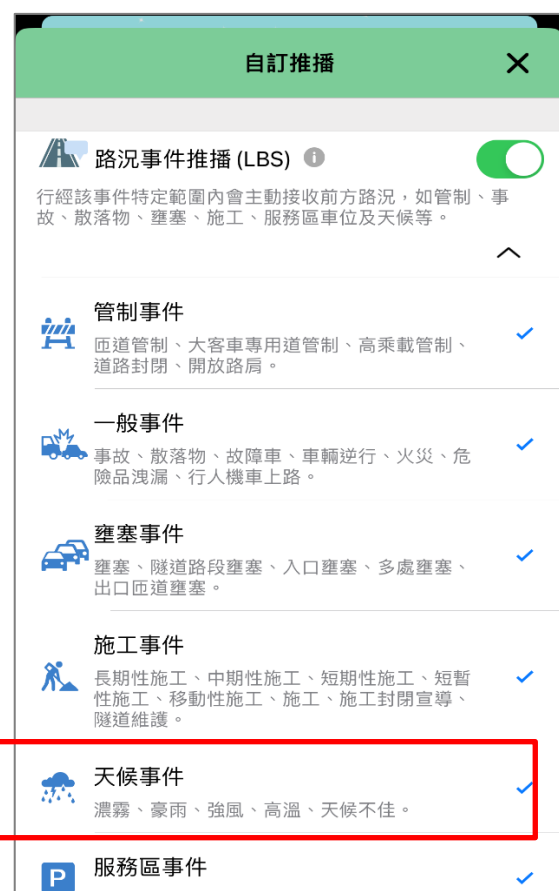 自訂推播
路況事件推播 (LBS)
行經該事件特定範圍內會主動接收前方路況，如管制、事
故、散落物、壅塞、施工、服務區車位及天候等。
管制事件
匝道管制、大客車專用道管制、高乘載管制、
道路封閉、開放路肩。
一般事件
事故、散落物、故障車、車輛逆行、火災、危
險品洩漏、行人機車上路。
壅塞事件
壅塞、隧道路段壅塞、入口壅塞、多處壅塞、
出口匝道壅塞。
施工事件
長期性施工、中期性施工、短期性施工、短暫
性施工、移動性施工、施工、施工封閉宣導、
隧道維護。
天候事件
濃霧、豪雨、強風、高溫、天候不佳。
P
服務區事件